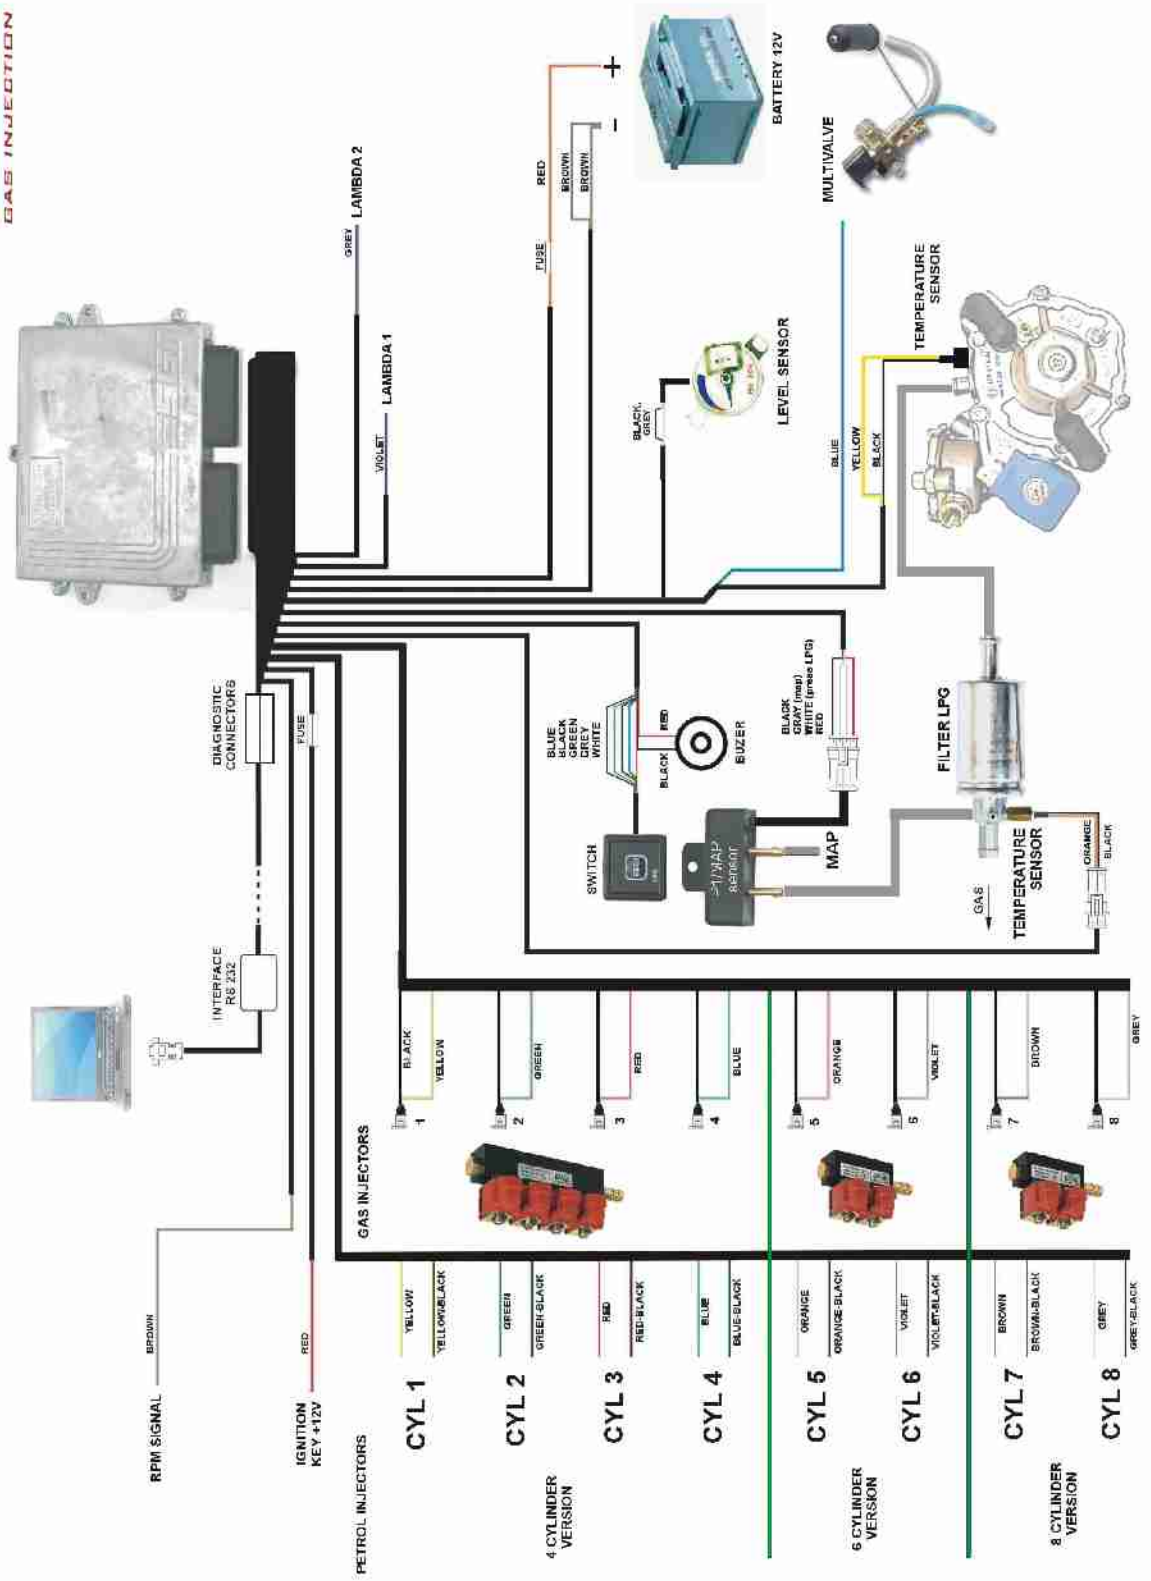 GAS INJECTION
LAMBDA 2
GREY
LAMBDA 1
VIOLET
RED
FUSE
BROWN
BROWN
+
-
BATTERY 12V
MULTIVALVE
LEVEL SENSOR
BLACK,
GREY
BLUE
YELLOW
BLACK
TEMPERATURE
SENSOR
DIAGNOSTIC
CONNECTORS
FUSE
INTERFACE
RS 232
BLUE
BLACK
GREEN
DREY
WHITE
RED
BLACK
BUZER
SWITCH
BLACK
GRAY (map)
WHITE (press LPG)
RED
P1/MAP
sensor
MAP
FILTER LPG
TEMPERATURE
SENSOR
GAS
ORANGE
BLACK
RPM SIGNAL
BROWN
IGNITION
KEY +12V
RED
GAS INJECTORS
BLACK
YELLOW
1
GREEN
2
RED
3
BLUE
4
ORANGE
5
VIOLET
6
BROWN
7
GREY
8
PETROL INJECTORS
YELLOW
YELLOW-BLACK
CYL 1
GREEN
GREEN-BLACK
CYL 2
RED
RED-BLACK
CYL 3
BLUE
BLUE-BLACK
CYL 4
ORANGE
ORANGE-BLACK
CYL 5
VIOLET
VIOLET-BLACK
CYL 6
BROWN
BROWN-BLACK
CYL 7
GREY
GREY-BLACK
CYL 8
4 CYLINDER
VERSION
6 CYLINDER
VERSION
8 CYLINDER
VERSION